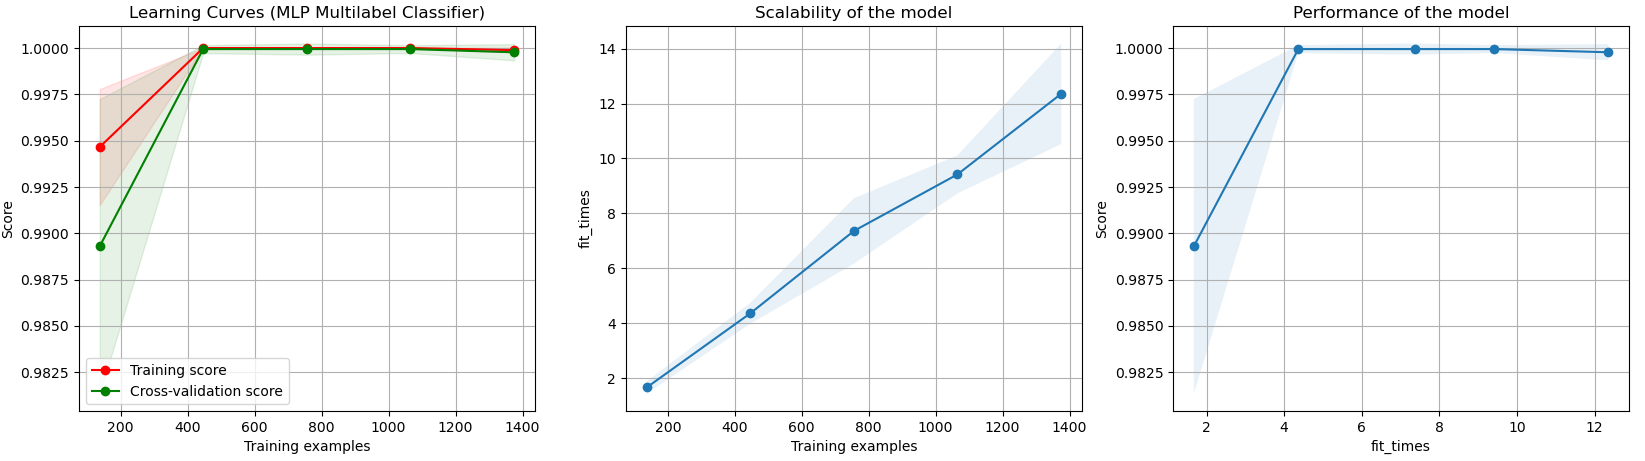 Learning Curves (MLP Multilabel Classifier)
Score
1.0000
0.9975
0.9950
0.9925
0.9900
0.9875
0.9850
0.9825
Training score
Cross-validation score
200 400 600 800 1000 1200 1400
Training examples
Scalability of the model
fit_times
14
12
10
8
6
4
2
200 400 600 800 1000 1200 1400
Training examples
Performance of the model
Score
1.0000
0.9975
0.9950
0.9925
0.9900
0.9875
0.9850
0.9825
2 4 6 8 10 12
fit_times